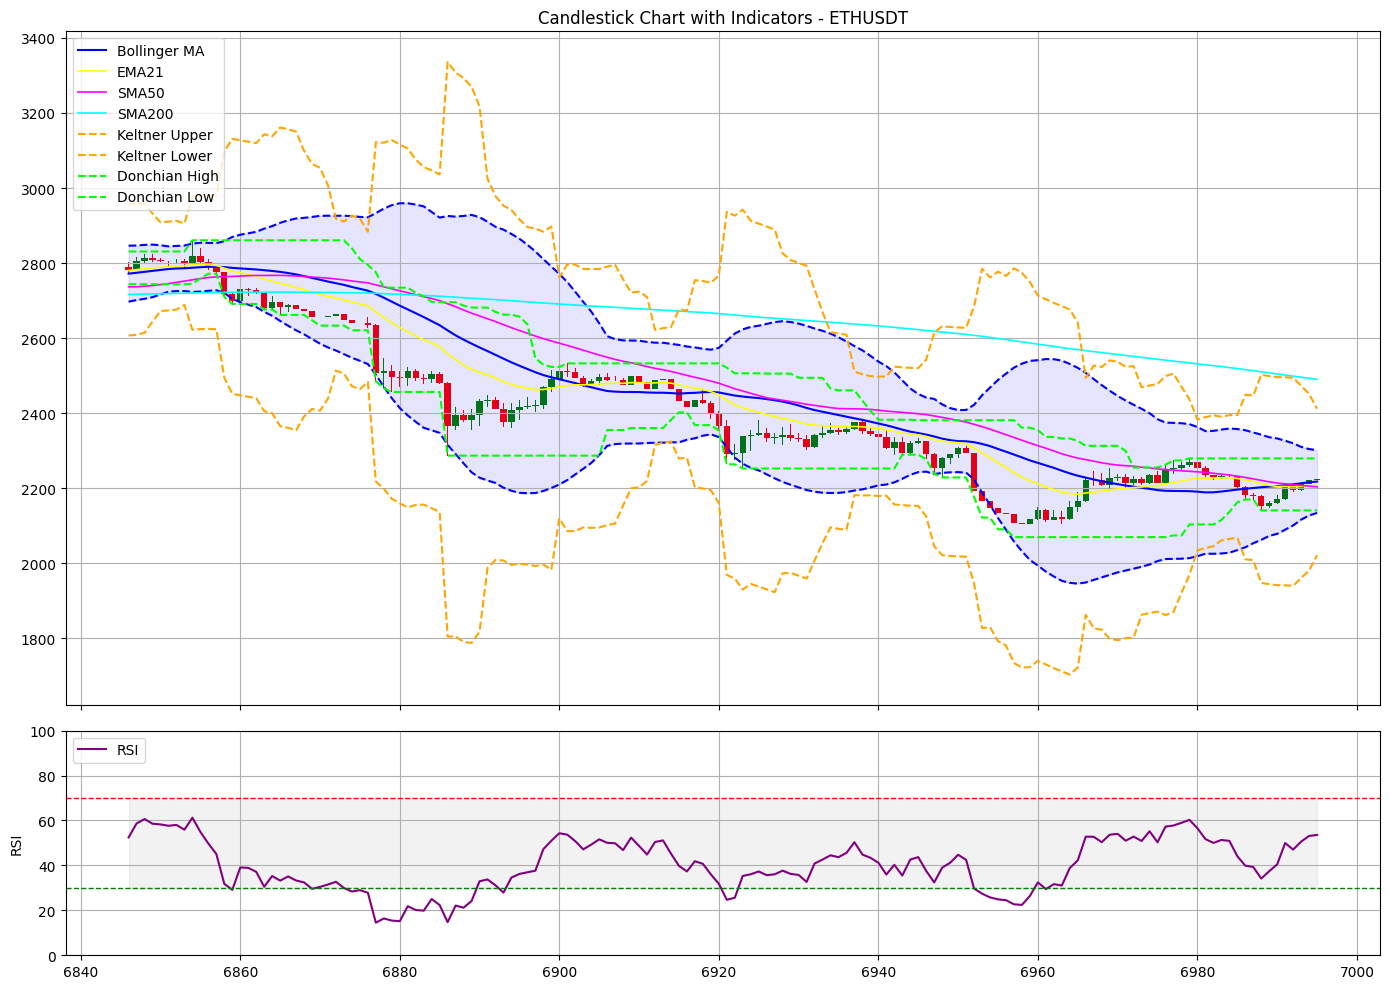 Candlestick Chart with Indicators - ETHUSDT
3400
3200
3000
2800
2600
2400
2200
2000
1800
Bollinger MA
EMA21
SMA50
SMA200
Keltner Upper
Keltner Lower
Donchian High
Donchian Low
100
80
60
40
20
0
RSI
RSI
6840 6860 6880 6900 6920 6940 6960 6980 7000